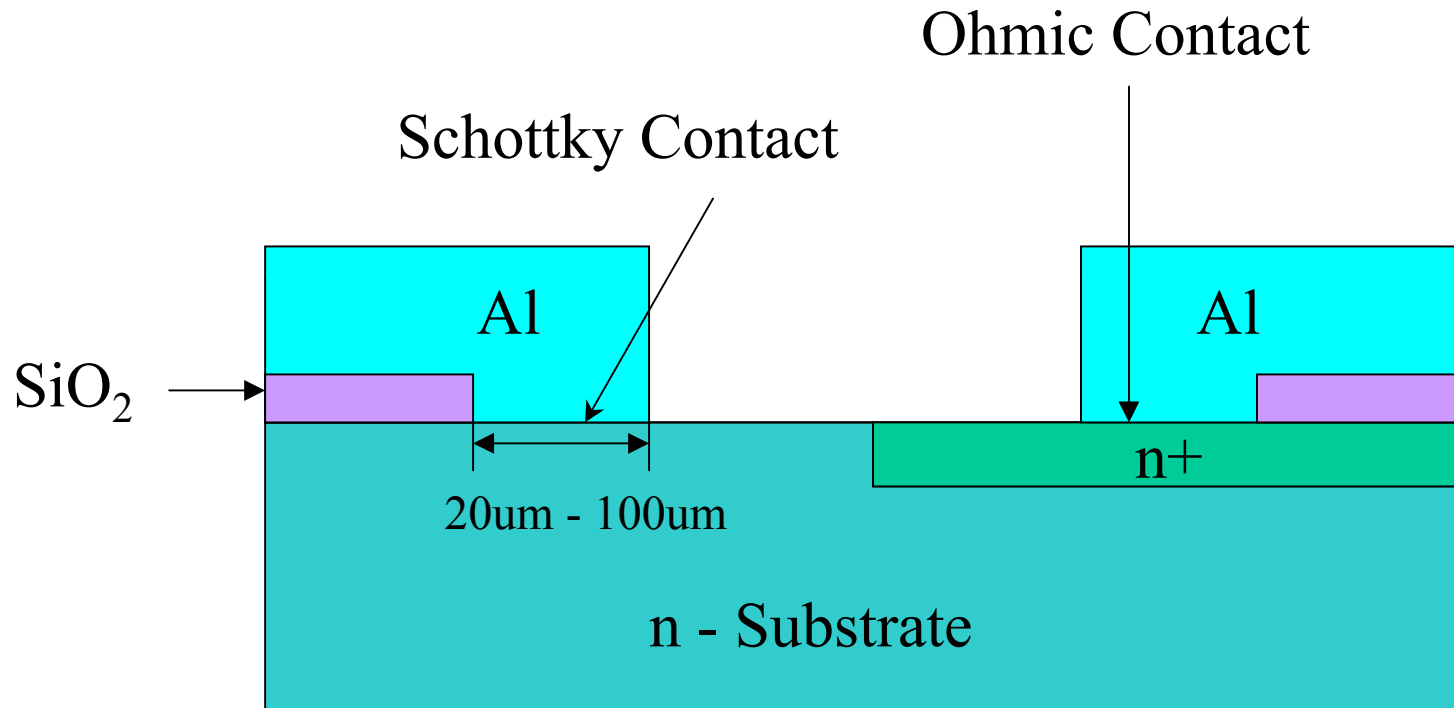 Ohmic Contact
Schottky Contact
Al
Al
SiO₂
n+
20um - 100um
n - Substrate